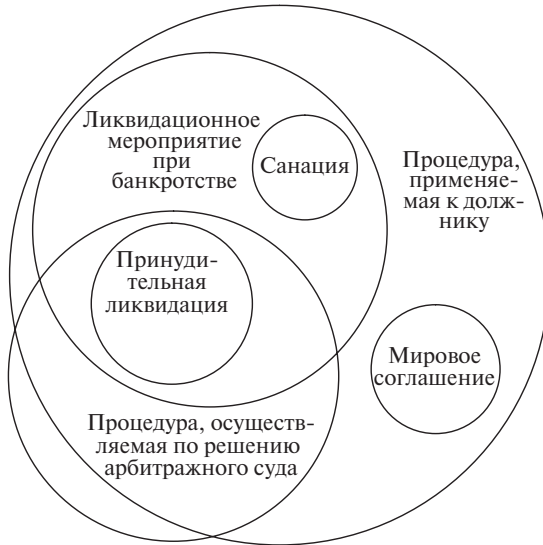 Ликвидационное
мероприятие
при
банкротстве
Санация
Процедура,
применяе-
мая к долж-
нику
Принуди-
тельная
ликвидация
Мировое
соглашение
Процедура, осуществ-
ляемая по решению
арбитражного суда